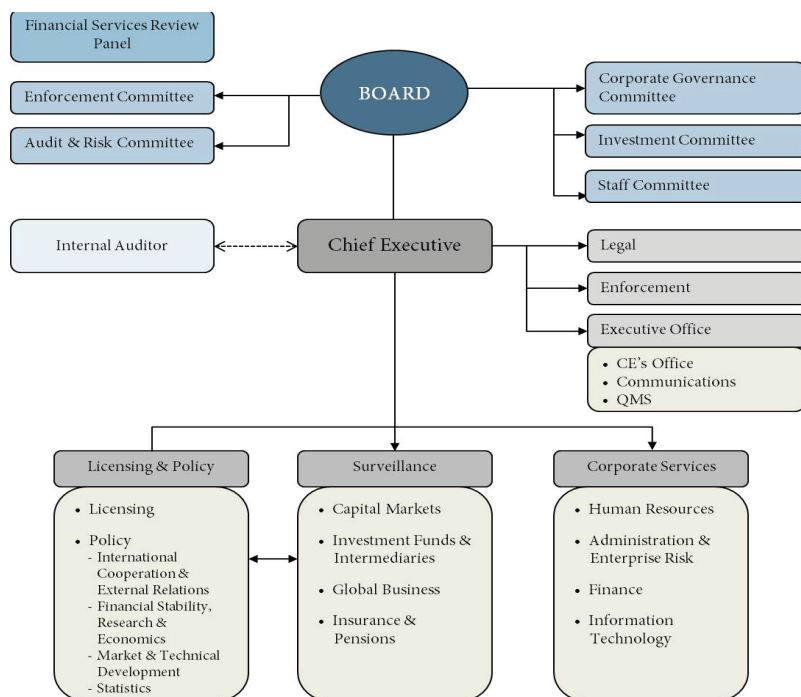 Financial Services Review
Panel
Enforcement Committee
Audit & Risk Committee
BOARD
Corporate Governance
Committee
Investment Committee
Staff Committee
Internal Auditor
Chief Executive
Legal
Enforcement
Executive Office
• CE’s Office
• Communications
• QMS
Licensing & Policy
• Licensing
• Policy
- International
Cooperation &
External Relations
- Financial Stability,
Research &
Economics
- Market & Technical
Development
- Statistics
Surveillance
• Capital Markets
• Investment Funds &
Intermediaries
• Global Business
• Insurance &
Pensions
Corporate Services
• Human Resources
• Administration &
Enterprise Risk
• Finance
• Information
Technology